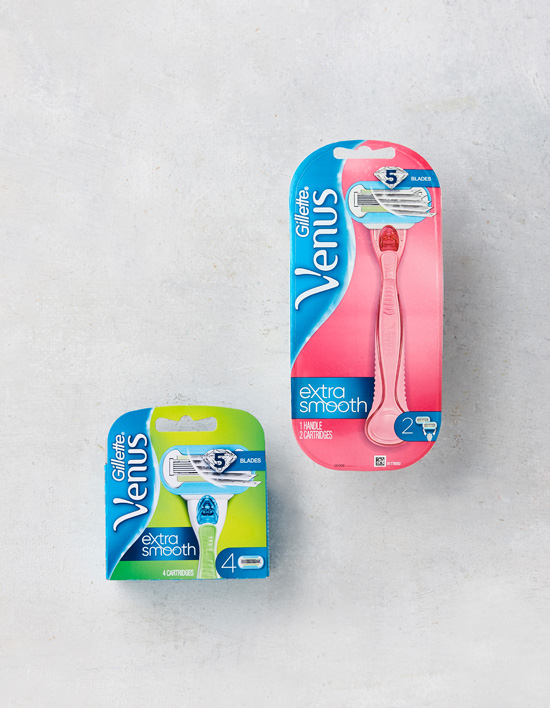 Gillette®
Venus
5
BLADES
extra
smooth
1 HANDLE
2 CARTRIDGES
2
Gillette®
Venus
5
BLADES
extra
smooth
4 CARTRIDGES
4